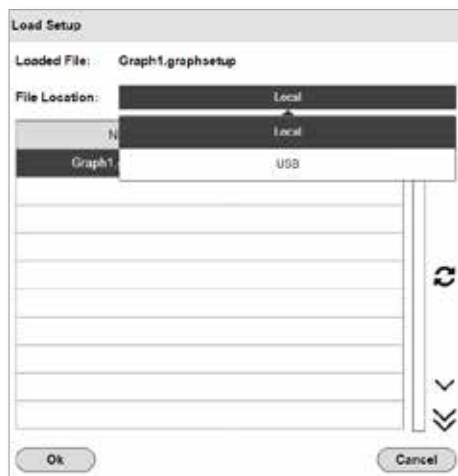 Load Setup
Loaded File: Graph1.graphsetup
File Location: Local
Local
N
USB
Graph1.
Ok
Cancel